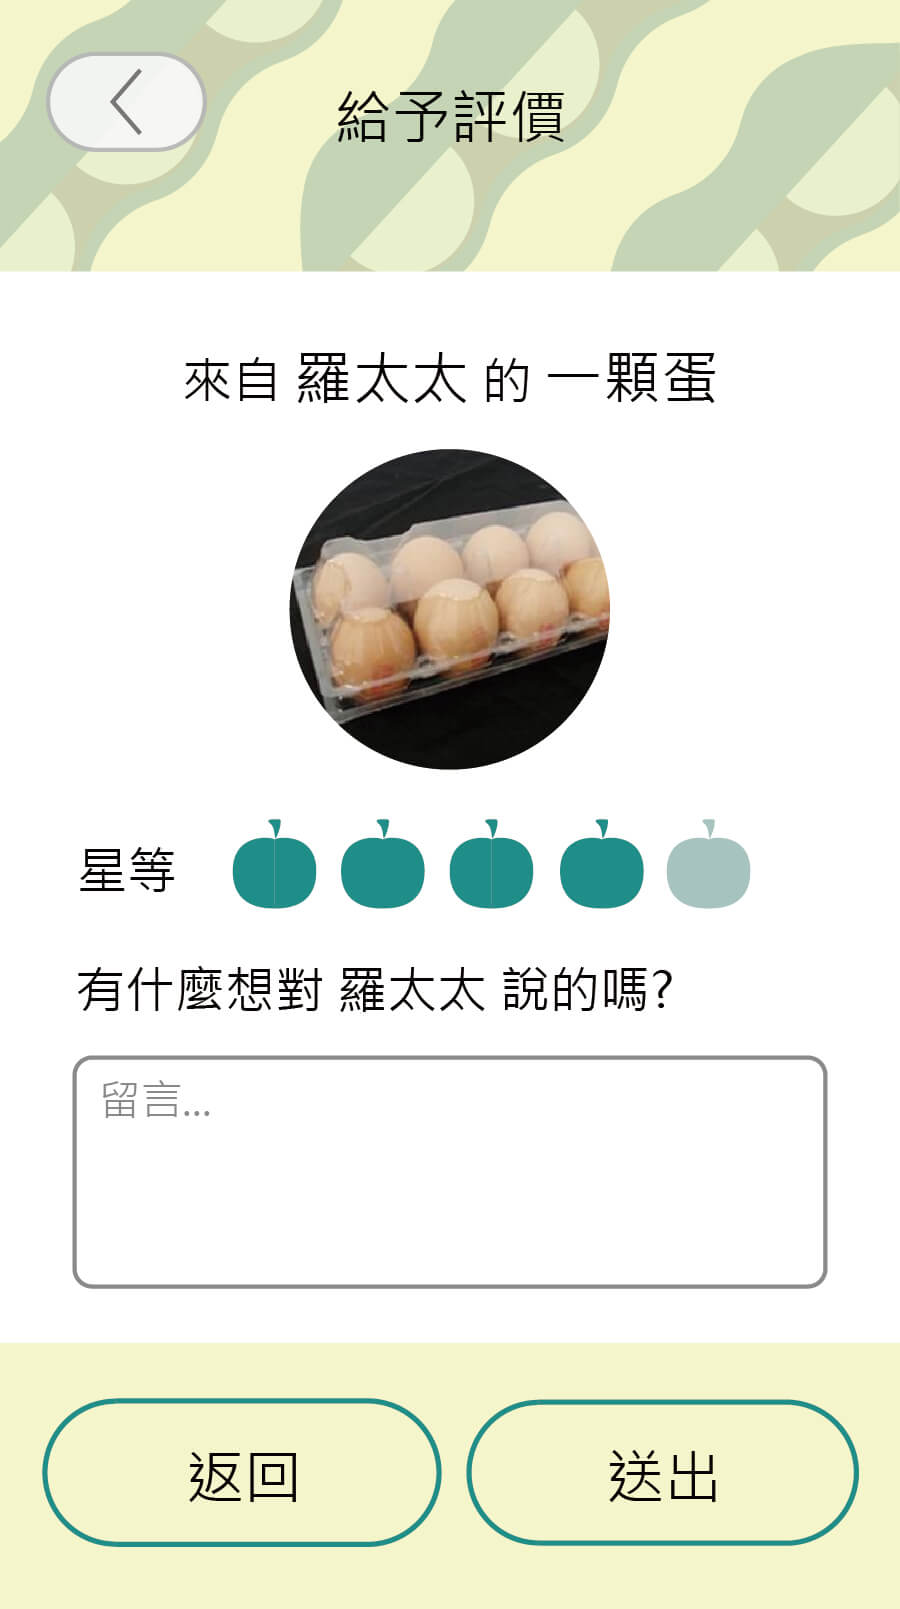 給予評價
來自 羅太太 的 一顆蛋
星等
有什麼想對 羅太太 說的嗎?
留言...
返回
送出